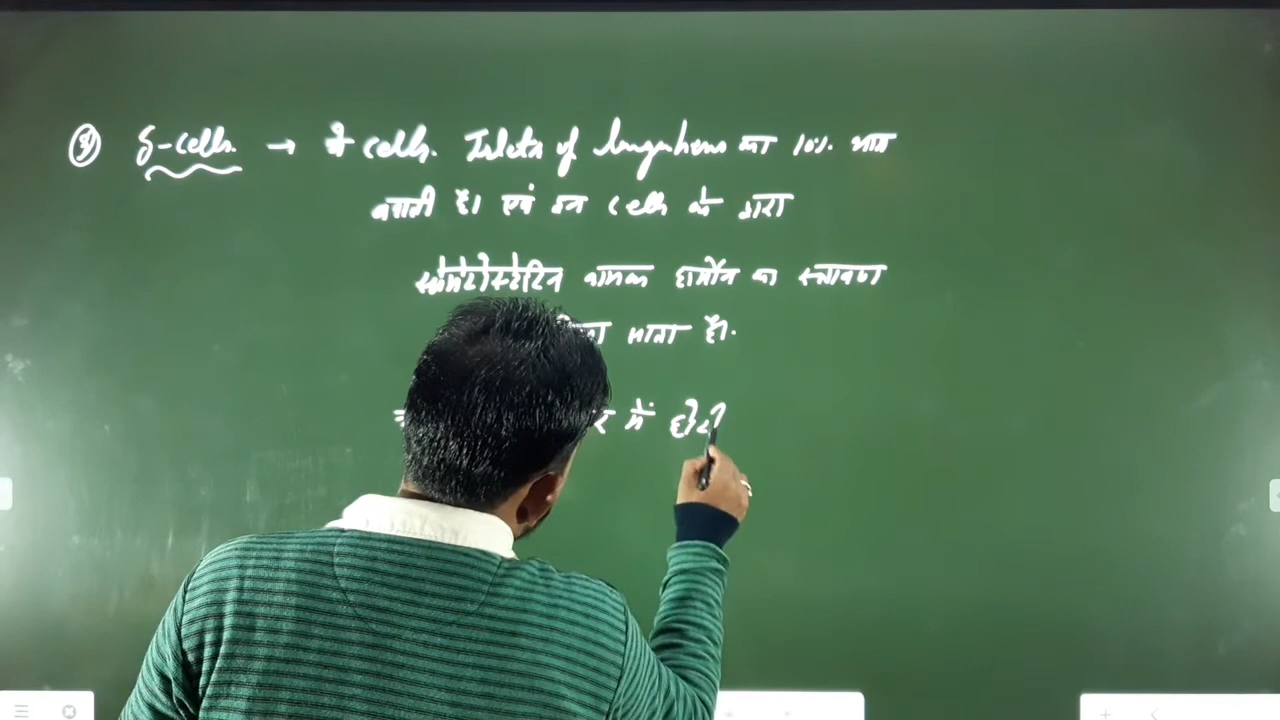 ③ δ-cells. → ये cells. Islets of langerhans का 10% भाग
बनाती है। एवं इन cells के द्वारा
सोमेटोस्टेटिन नामक हार्मोन का स्त्रावण
किया जाता है.
में